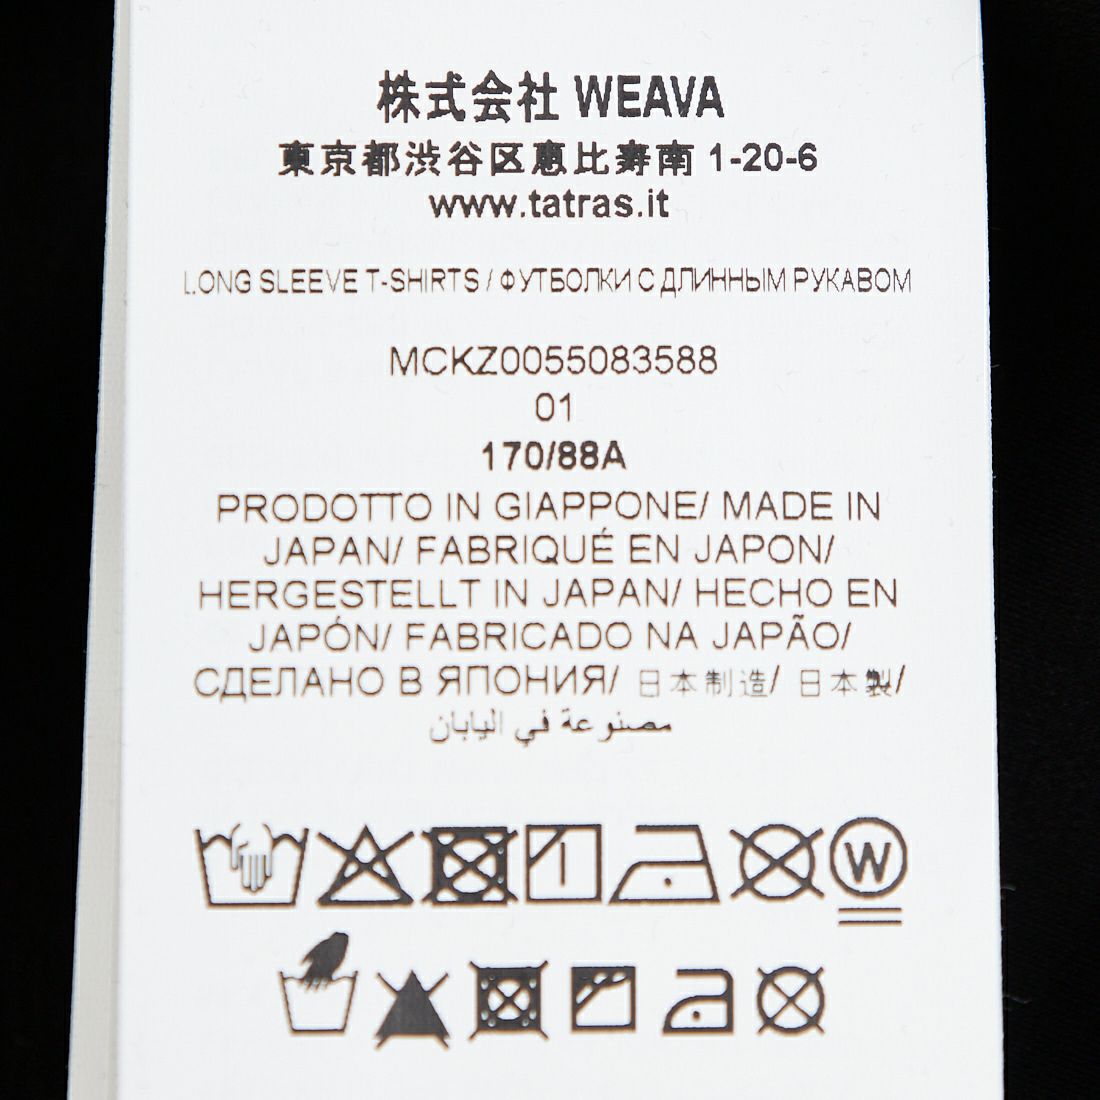 株式会社 WEAVA
東京都渋谷区恵比寿南 1-20-6
www.tatras.it
LONG SLEEVE T-SHIRTS / ФУТБОЛКИ С ДЛИННЫМ РУКАВОМ
MCKZ0055083588
01
170/88A
PRODOTTO IN GIAPPONE/ MADE IN
JAPAN/ FABRIQUÉ EN JAPON/
HERGESTELLT IN JAPAN/ HECHO EN
JAPÓN/ FABRICADO NA JAPÃO/
СДЕЛАНО В ЯПОНИЯ/ 日本制造/ 日本製/
مصنوعة في اليابان
W